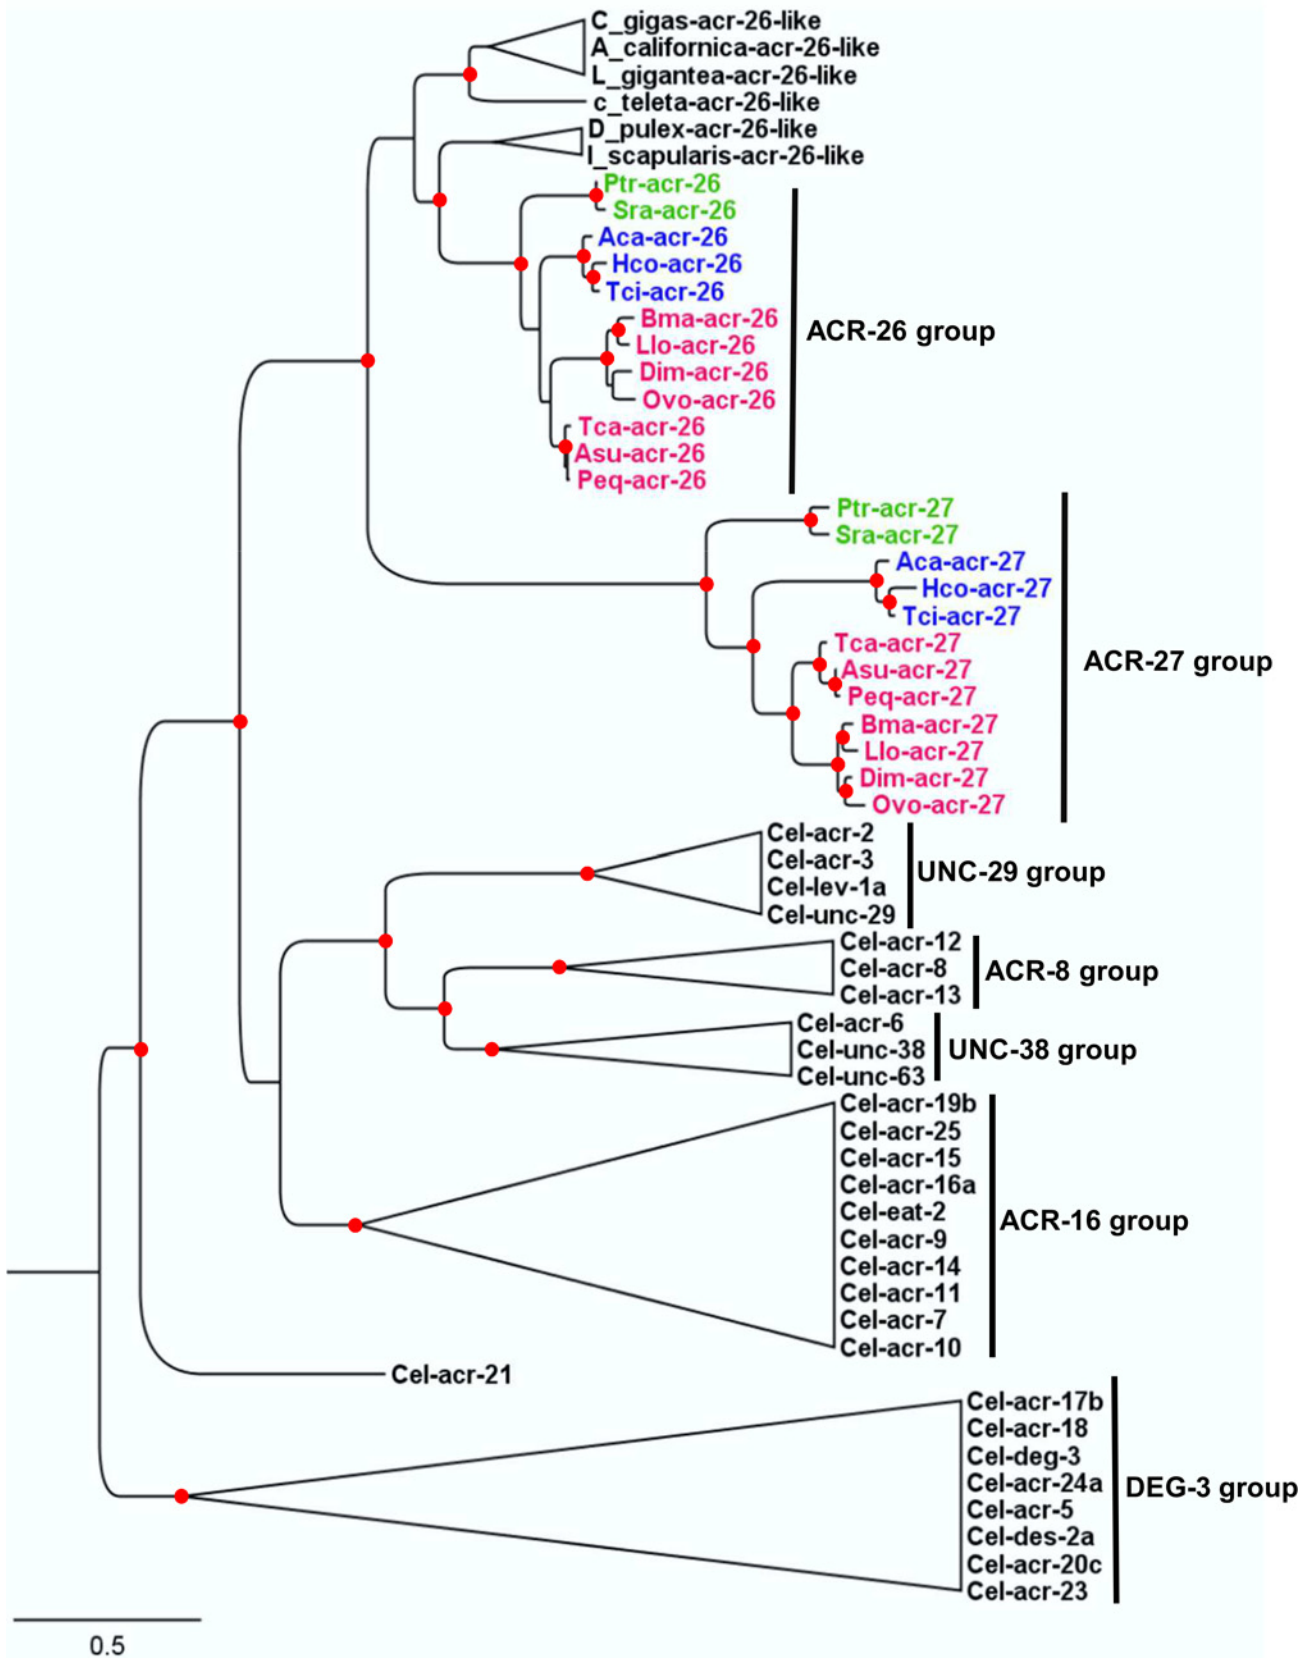 C_gigas-acr-26-like
A_californica-acr-26-like
L_gigantea-acr-26-like
c_teleta-acr-26-like
D_pulex-acr-26-like
I_scapularis-acr-26-like
Ptr-acr-26
Sra-acr-26
Aca-acr-26
Hco-acr-26
Tci-acr-26
Bma-acr-26
Llo-acr-26
Dim-acr-26
Ovo-acr-26
Tca-acr-26
Asu-acr-26
Peq-acr-26
ACR-26 group
Ptr-acr-27
Sra-acr-27
Aca-acr-27
Hco-acr-27
Tci-acr-27
Tca-acr-27
Asu-acr-27
Peq-acr-27
Bma-acr-27
Llo-acr-27
Dim-acr-27
Ovo-acr-27
ACR-27 group
Cel-acr-2
Cel-acr-3
Cel-lev-1a
Cel-unc-29
UNC-29 group
Cel-acr-12
Cel-acr-8
Cel-acr-13
ACR-8 group
Cel-acr-6
Cel-unc-38
Cel-unc-63
UNC-38 group
Cel-acr-19b
Cel-acr-25
Cel-acr-15
Cel-acr-16a
Cel-eat-2
Cel-acr-9
Cel-acr-14
Cel-acr-11
Cel-acr-7
Cel-acr-10
ACR-16 group
Cel-acr-21
Cel-acr-17b
Cel-acr-18
Cel-deg-3
Cel-acr-24a
Cel-acr-5
Cel-des-2a
Cel-acr-20c
Cel-acr-23
DEG-3 group
0.5